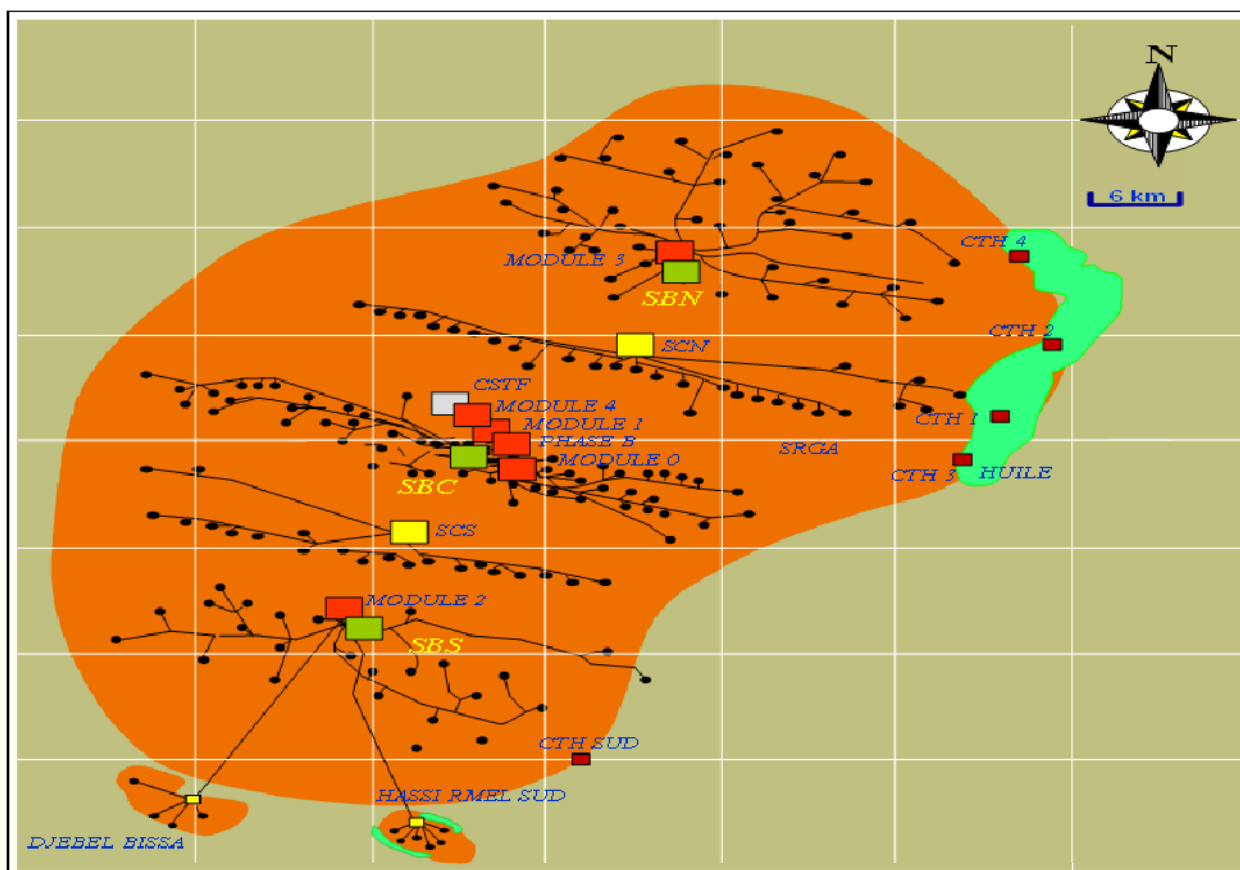 N
6 km
CTH 4
MODULE 3
SBN
CTH 2
SCN
CSTF
MODULE 4
MODULE 1
CTH 1
PHASE B
SRGA
MODULE 0
CTH 3
HUILE
SBC
SCS
MODULE 2
SBS
CTH SUD
HASSI RMEL SUD
DJEBEL BISSA